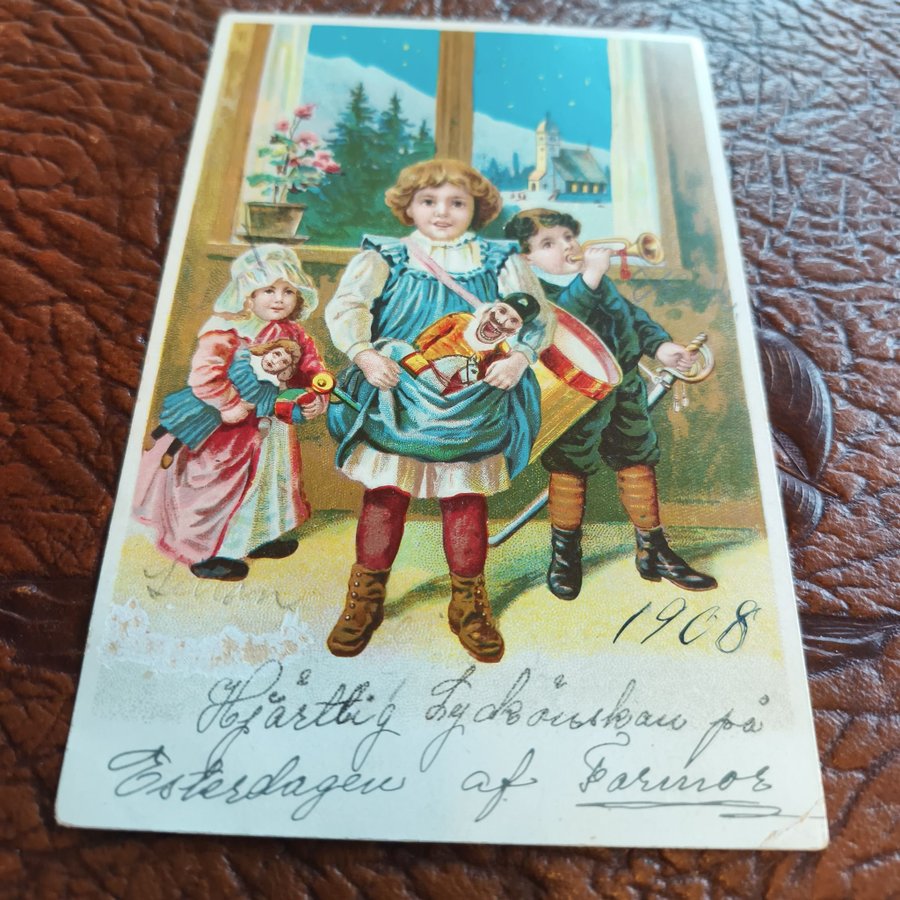 1908
Hjärtlig Lyckönskan på
Esterdagen af Farmor